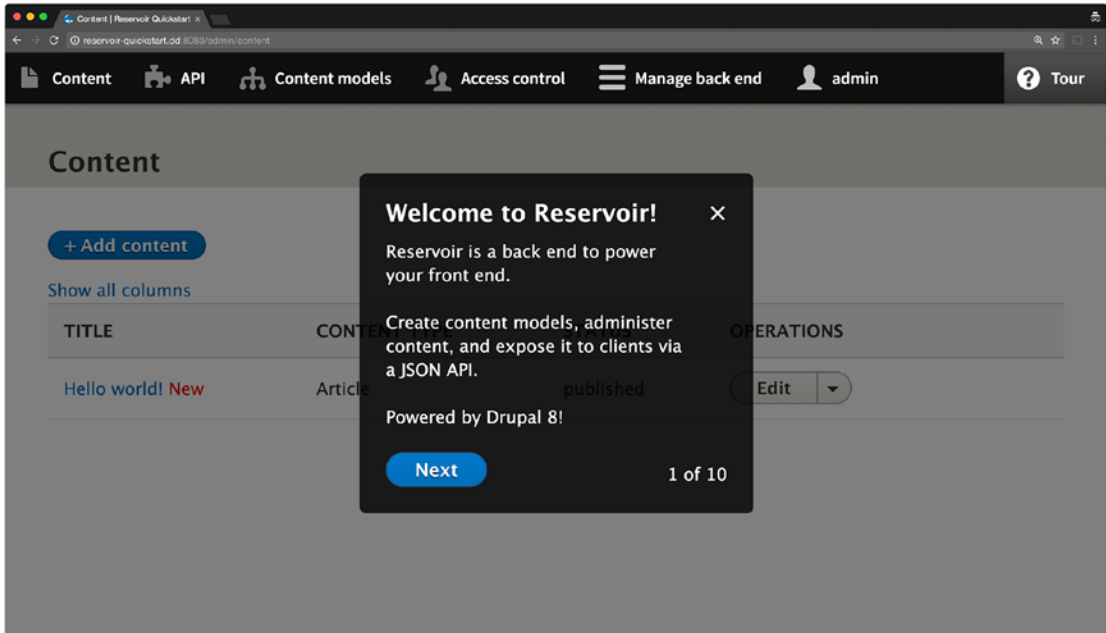 Content | Reservoir Quickstart ×
reservoir-quickstart.dd:8083/admin/content
Content API Content models Access control Manage back end admin ? Tour
Content
Welcome to Reservoir! ×
+ Add content
Reservoir is a back end to power
your front end.
Show all columns
TITLE CONTENT TYPE STATUS OPERATIONS
Create content models, administer
content, and expose it to clients via
a JSON API.
Hello world! New Article published Edit
Powered by Drupal 8!
Next 1 of 10